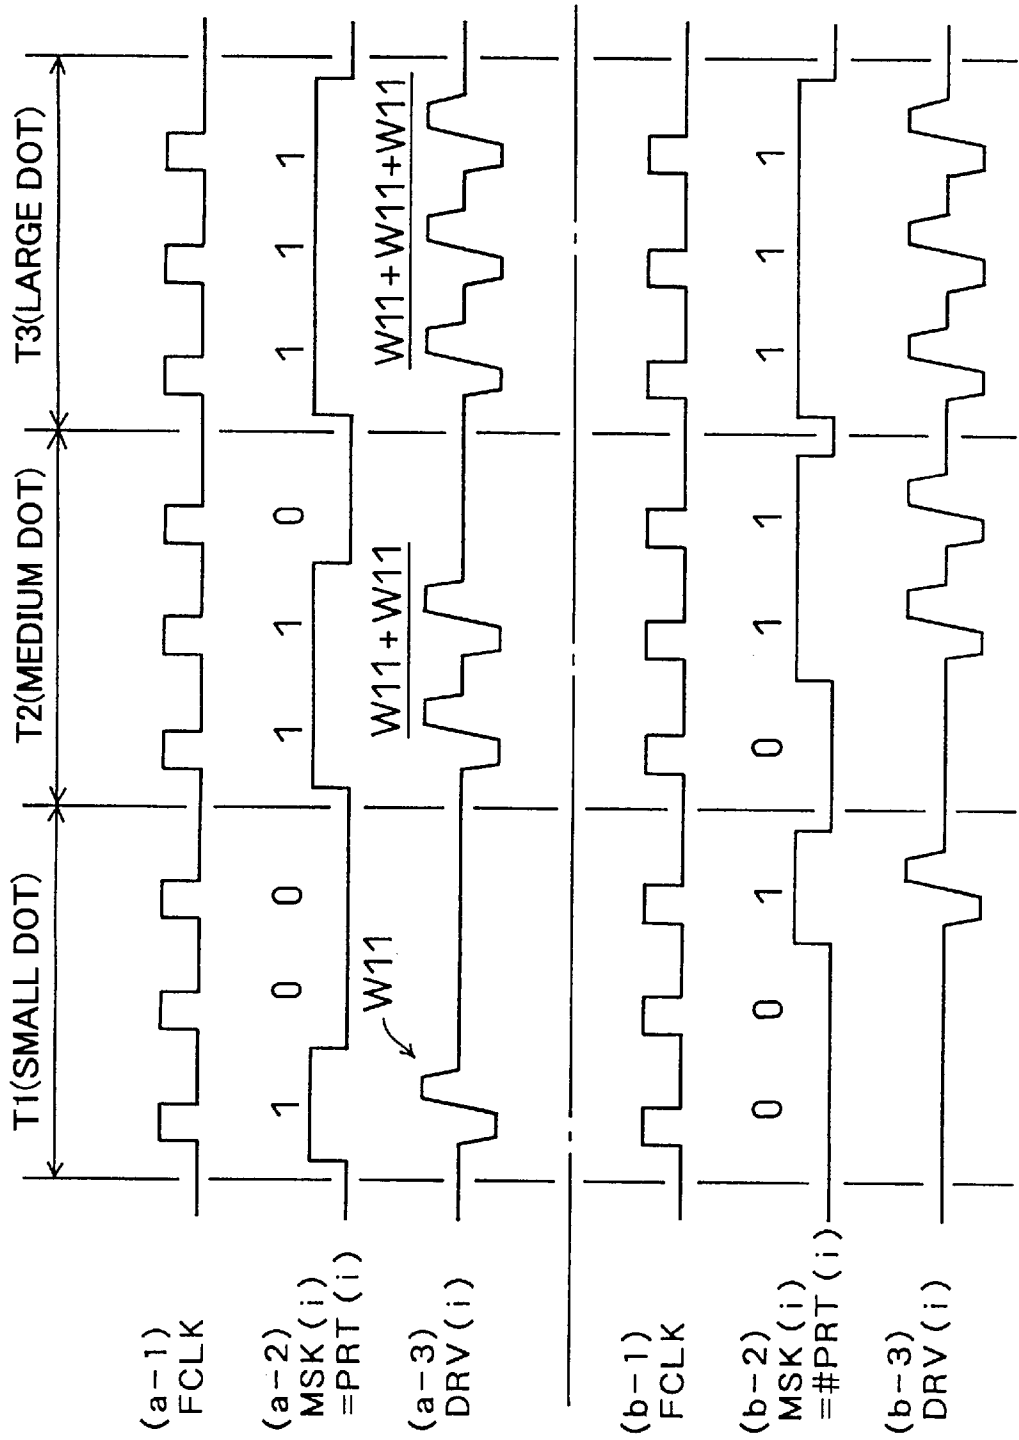 T1(SMALL DOT) T2(MEDIUM DOT) T3(LARGE DOT)
(a-1)
FCLK
(a-2)
MSK(i)
=PRT(i)
1 0 0 1 1 0 1 1 1
(a-3)
DRV(i)
W11 W11+W11 W11+W11+W11
(b-1)
FCLK
(b-2)
MSK(i)
=#PRT(i)
0 0 1 0 1 1 1 1 1
(b-3)
DRV(i)